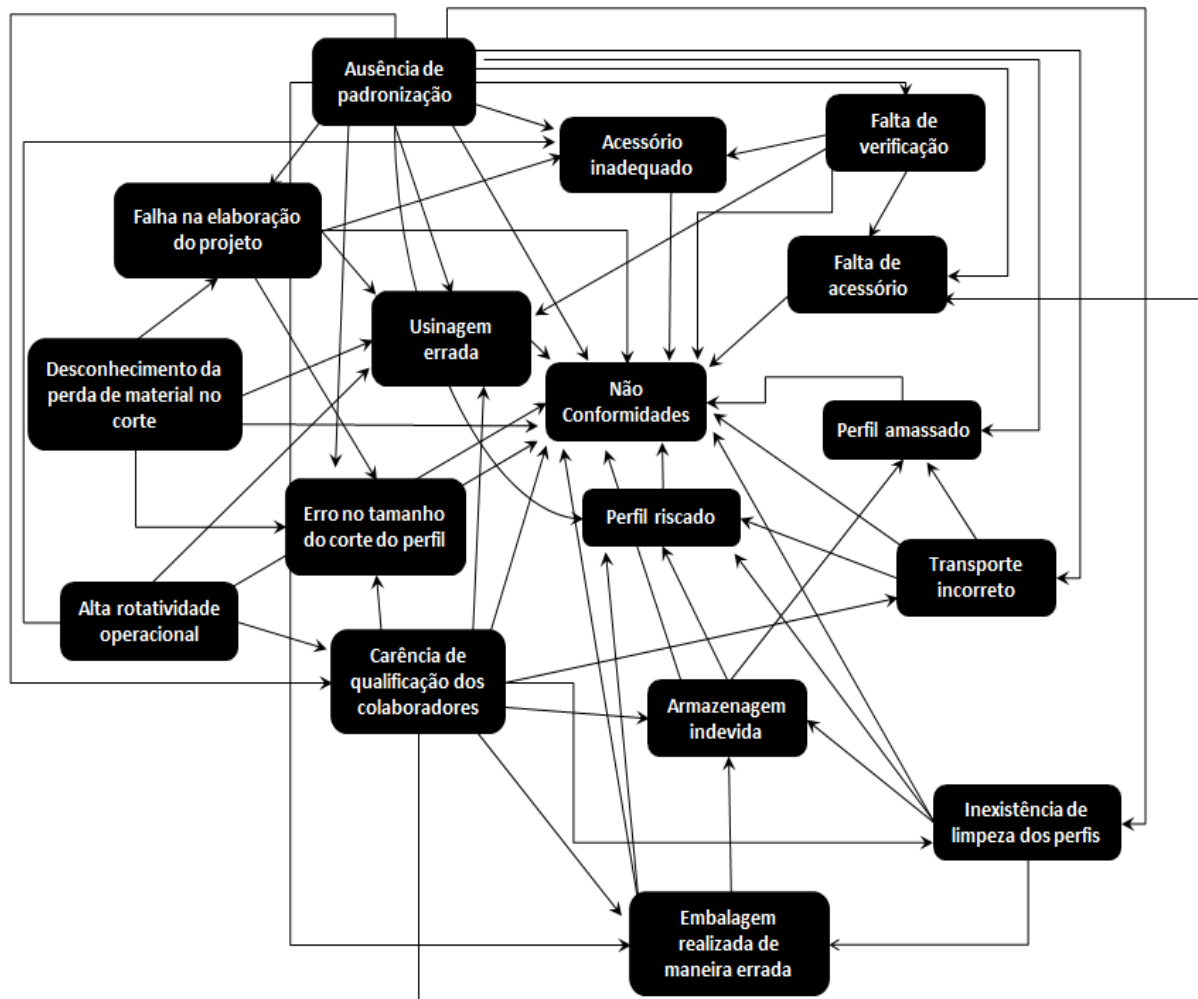 Ausência de
padronização
Acessório
inadequado
Falta de
verificação
Falha na elaboração
do projeto
Falta de
acessório
Usinagem
errada
Desconhecimento da
perda de material no
corte
Não
Conformidades
Perfil amassado
Erro no tamanho
do corte do perfil
Perfil riscado
Transporte
incorreto
Alta rotatividade
operacional
Carência de
qualificação dos
colaboradores
Armazenagem
indevida
Inexistência de
limpeza dos perfis
Embalagem
realizada de
maneira errada